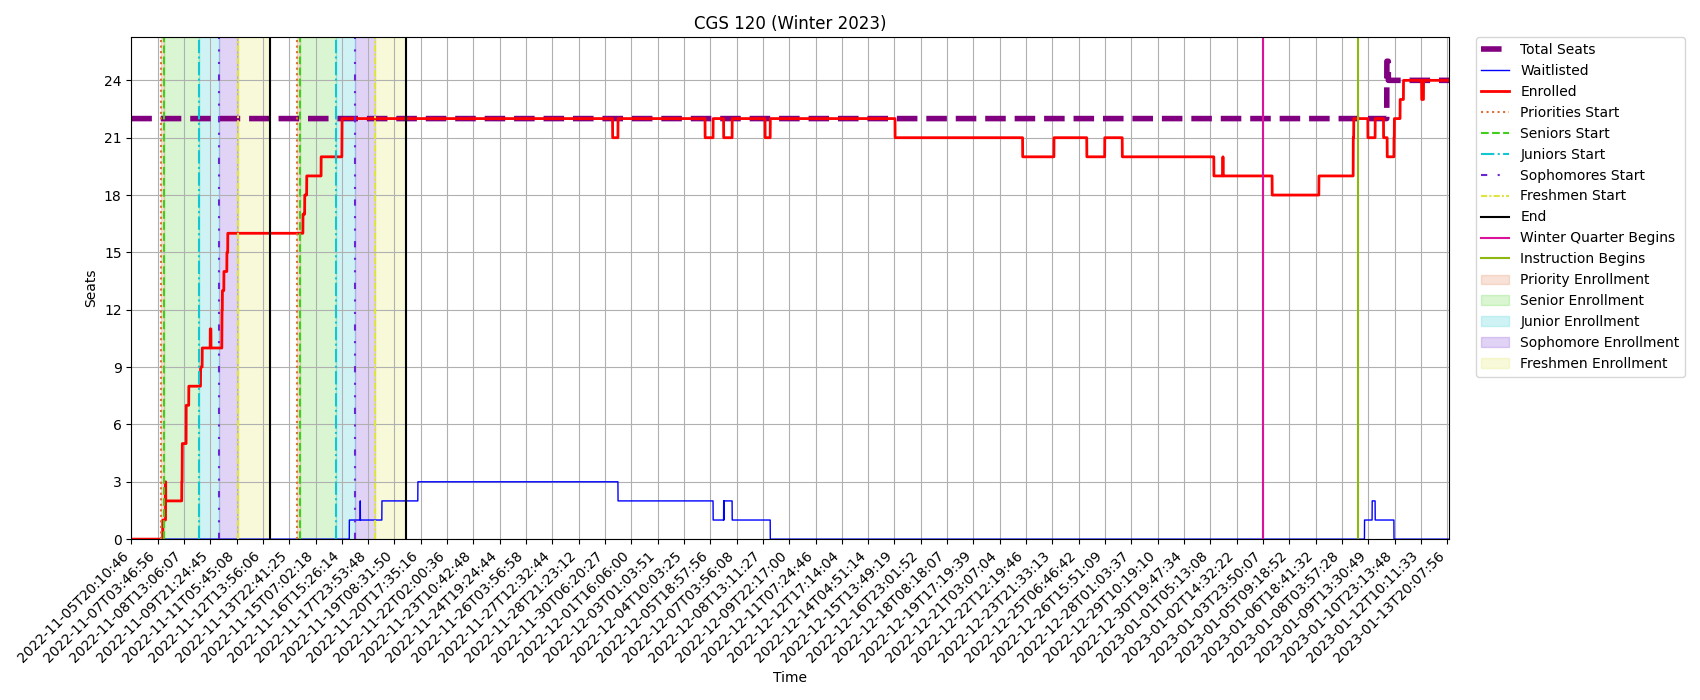 CGS 120 (Winter 2023)
Seats
24
21
18
15
12
9
6
3
0
2022-11-05T20:10:46
2022-11-07T03:46:56
2022-11-08T13:06:07
2022-11-09T21:24:45
2022-11-11T05:45:08
2022-11-12T13:56:06
2022-11-13T22:41:25
2022-11-15T07:02:18
2022-11-16T15:26:14
2022-11-17T23:53:48
2022-11-19T08:31:50
2022-11-20T17:35:16
2022-11-22T02:00:36
2022-11-23T10:42:48
2022-11-24T19:24:44
2022-11-26T03:56:58
2022-11-27T12:32:44
2022-11-28T21:23:12
2022-11-30T06:20:27
2022-12-01T16:06:00
2022-12-03T01:03:51
2022-12-04T10:03:25
2022-12-05T18:57:56
2022-12-07T03:56:08
2022-12-08T13:11:27
2022-12-09T22:17:00
2022-12-11T07:24:46
2022-12-12T17:14:04
2022-12-14T04:51:14
2022-12-15T13:49:19
2022-12-16T23:01:52
2022-12-18T08:18:07
2022-12-19T17:19:39
2022-12-21T03:07:04
2022-12-22T12:19:46
2022-12-23T21:33:13
2022-12-25T06:46:42
2022-12-26T15:51:09
2022-12-28T01:03:37
2022-12-29T10:19:10
2022-12-30T19:47:34
2023-01-01T05:13:08
2023-01-02T14:32:22
2023-01-03T23:50:07
2023-01-05T09:18:52
2023-01-06T18:41:32
2023-01-08T03:57:28
2023-01-09T13:30:49
2023-01-10T23:13:48
2023-01-12T10:11:33
2023-01-13T20:07:56
Time
Total Seats
Waitlisted
Enrolled
Priorities Start
Seniors Start
Juniors Start
Sophomores Start
Freshmen Start
End
Winter Quarter Begins
Instruction Begins
Priority Enrollment
Senior Enrollment
Junior Enrollment
Sophomore Enrollment
Freshmen Enrollment